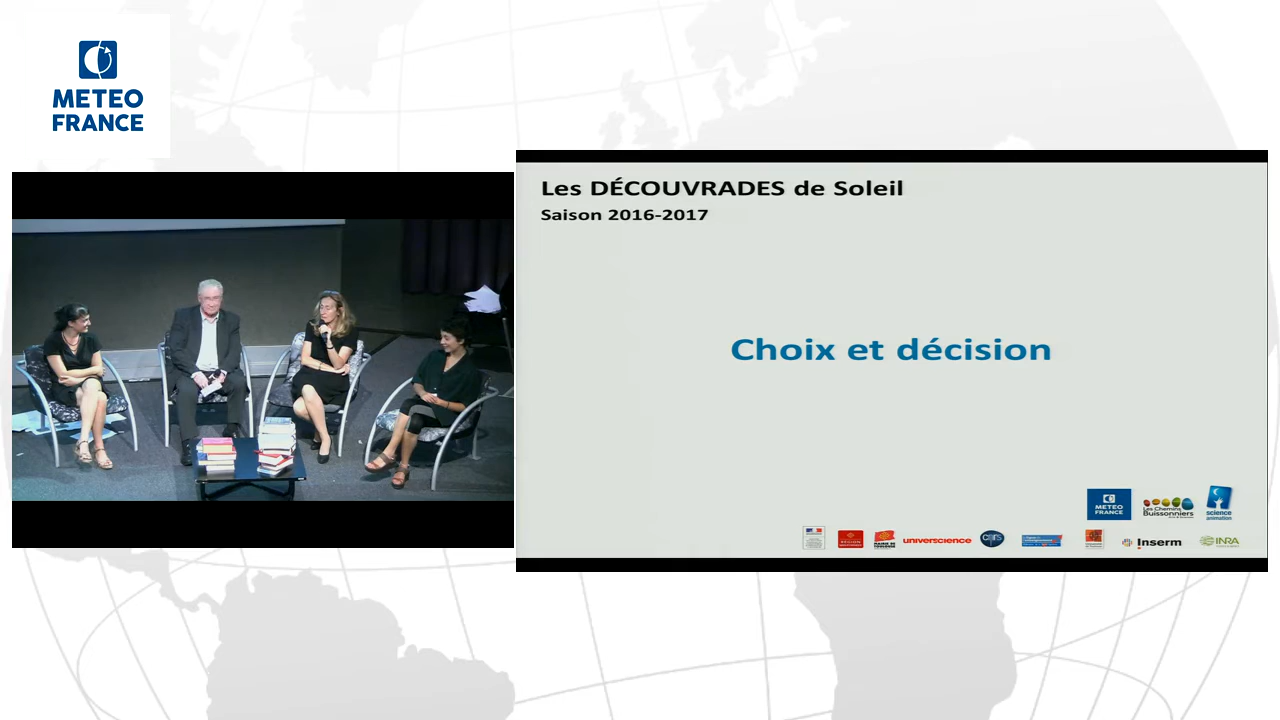 METEO
FRANCE
Les DÉCOUVRADES de Soleil
Saison 2016-2017
Choix et décision
METEO
FRANCE
Les Chemins
Buissonniers
science
animation
universcience
cnrs
Inserm
INRA